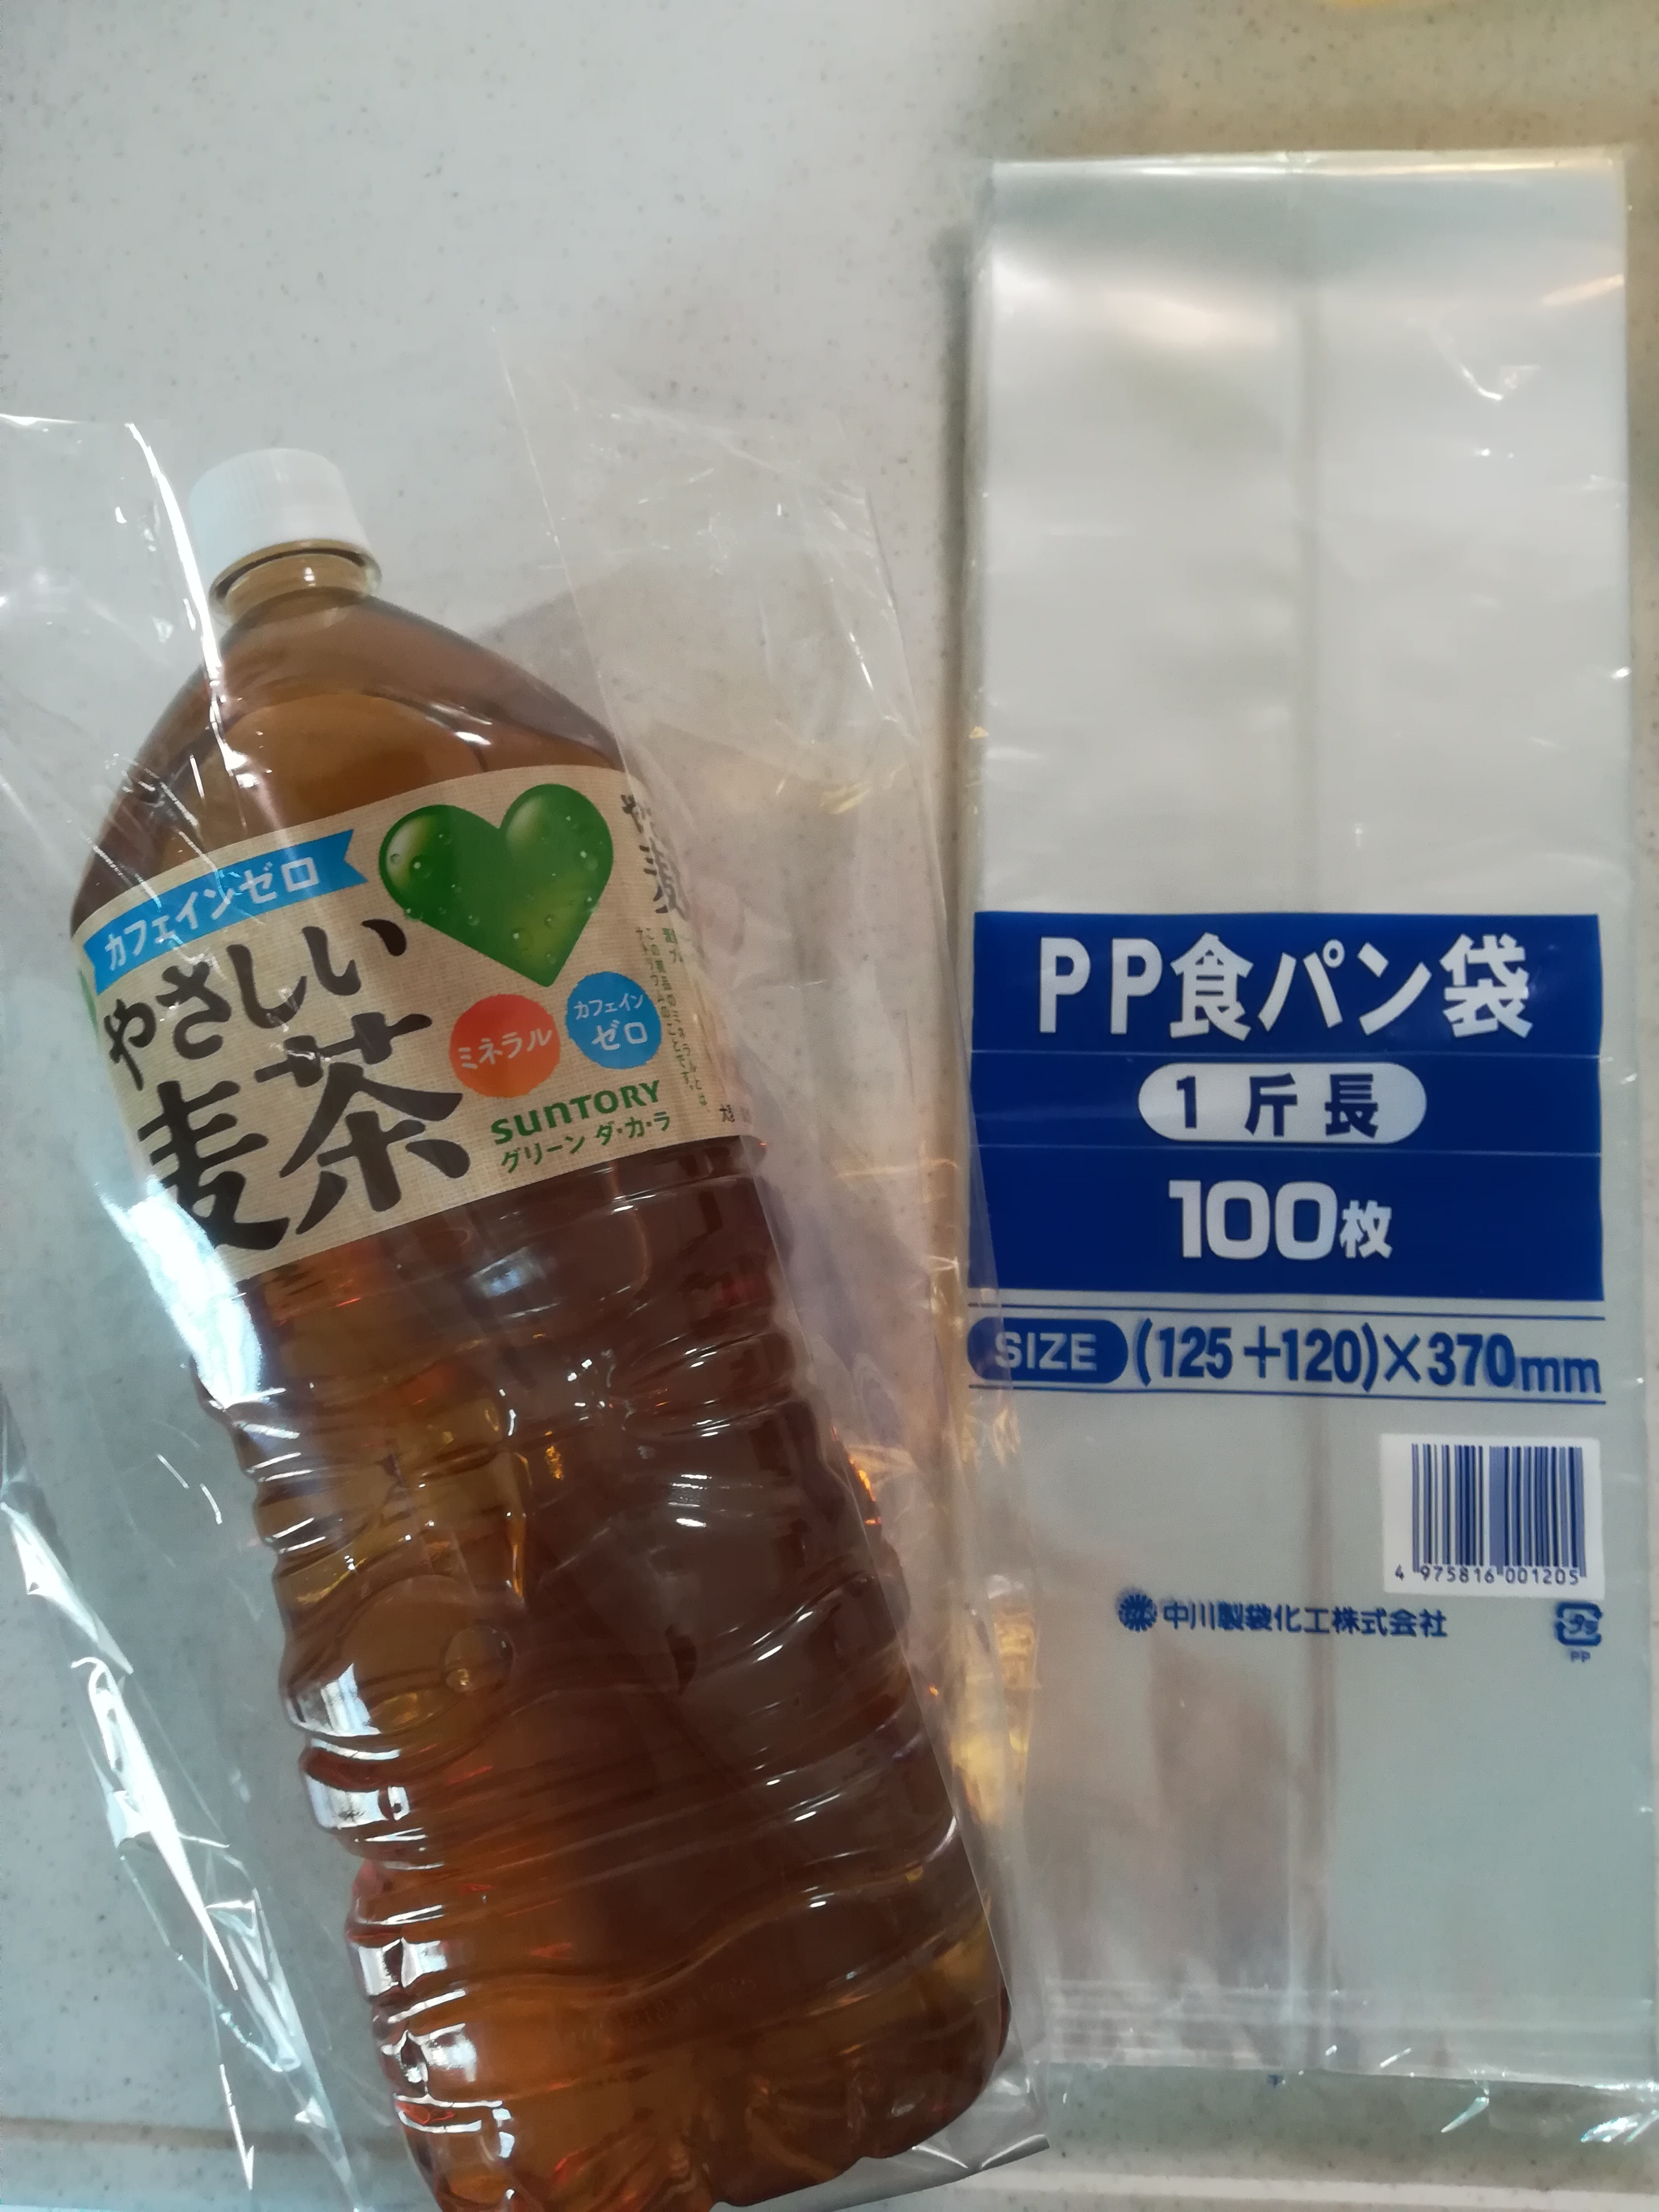 カフェインゼロ
やさしい
麦茶
ミネラル
カフェイン
ゼロ
SUNTORY
グリーン ダ・カ・ラ
PP食パン袋
1斤長
100枚
SIZE (125+120)×370mm
4 975816 001205
中川製袋化工株式会社
プラ
PP